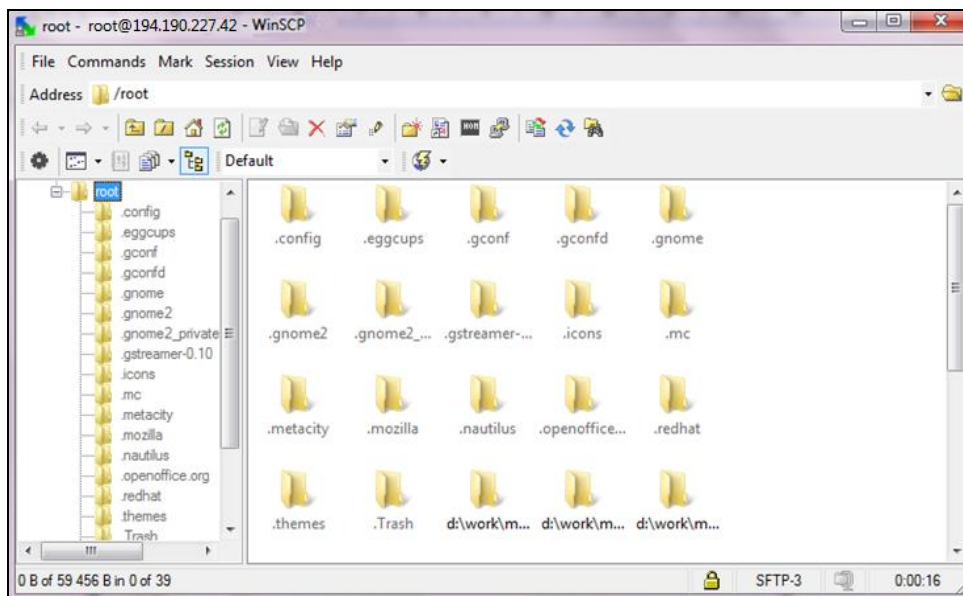 root - root@194.190.227.42 - WinSCP
File Commands Mark Session View Help
Address /root
Default
root
.config
.eggcups
.gconf
.gconfd
.gnome
.gnome2
.gnome2_private
.gstreamer-0.10
.icons
.mc
.metacity
.mozilla
.nautilus
.openoffice.org
.redhat
.themes
.Trash
.config .eggcups .gconf .gconfd .gnome
.gnome2 .gnome2_... .gstreamer-... .icons .mc
.metacity .mozilla .nautilus .openoffice... .redhat
.themes .Trash d:\work\m... d:\work\m... d:\work\m...
0 B of 59 456 B in 0 of 39 SFTP-3 0:00:16